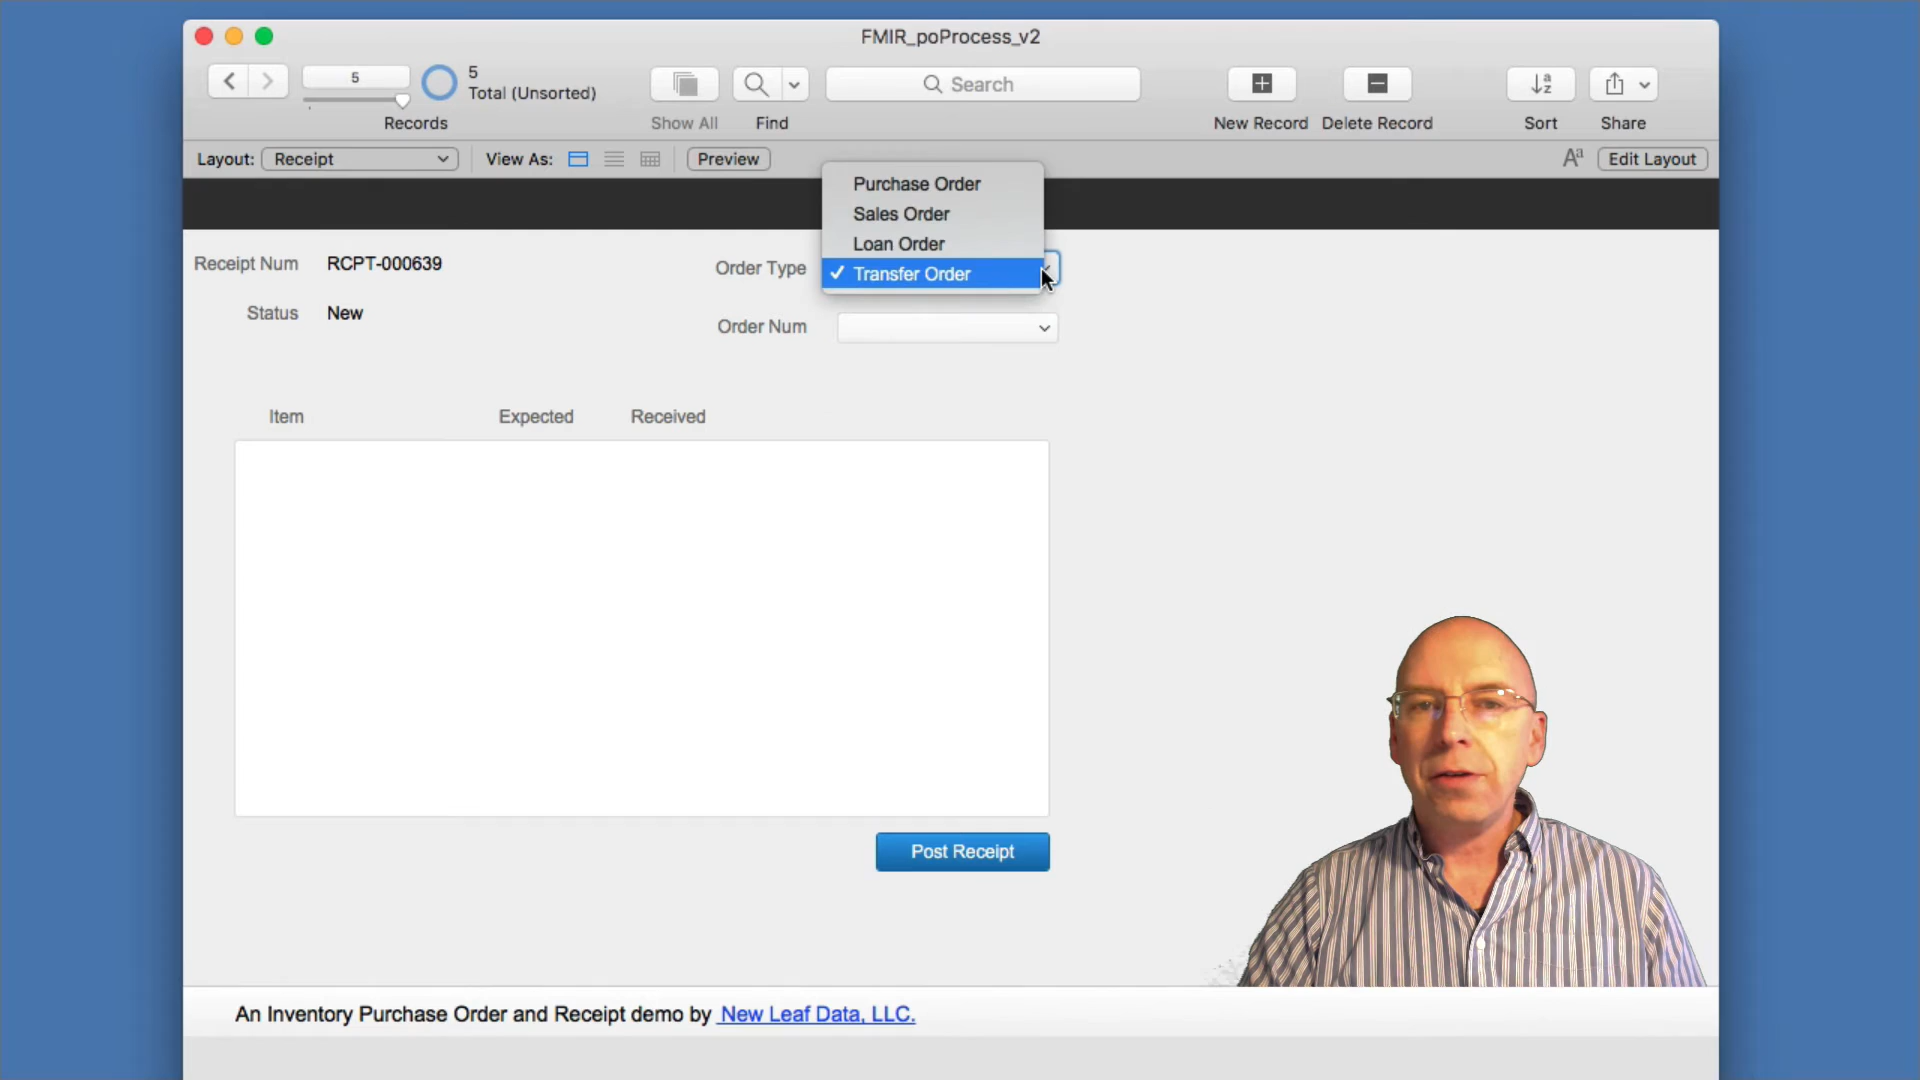 FMIR_poProcess_v2
5
5
Total (Unsorted)
Search
Records
Show All
Find
New Record
Delete Record
Sort
Share
Layout: Receipt
View As:
Preview
Aa
Edit Layout
Purchase Order
Sales Order
Loan Order
✓ Transfer Order
Receipt Num RCPT-000639
Order Type
Status New
Order Num
Item Expected Received
Post Receipt
An Inventory Purchase Order and Receipt demo by New Leaf Data, LLC.